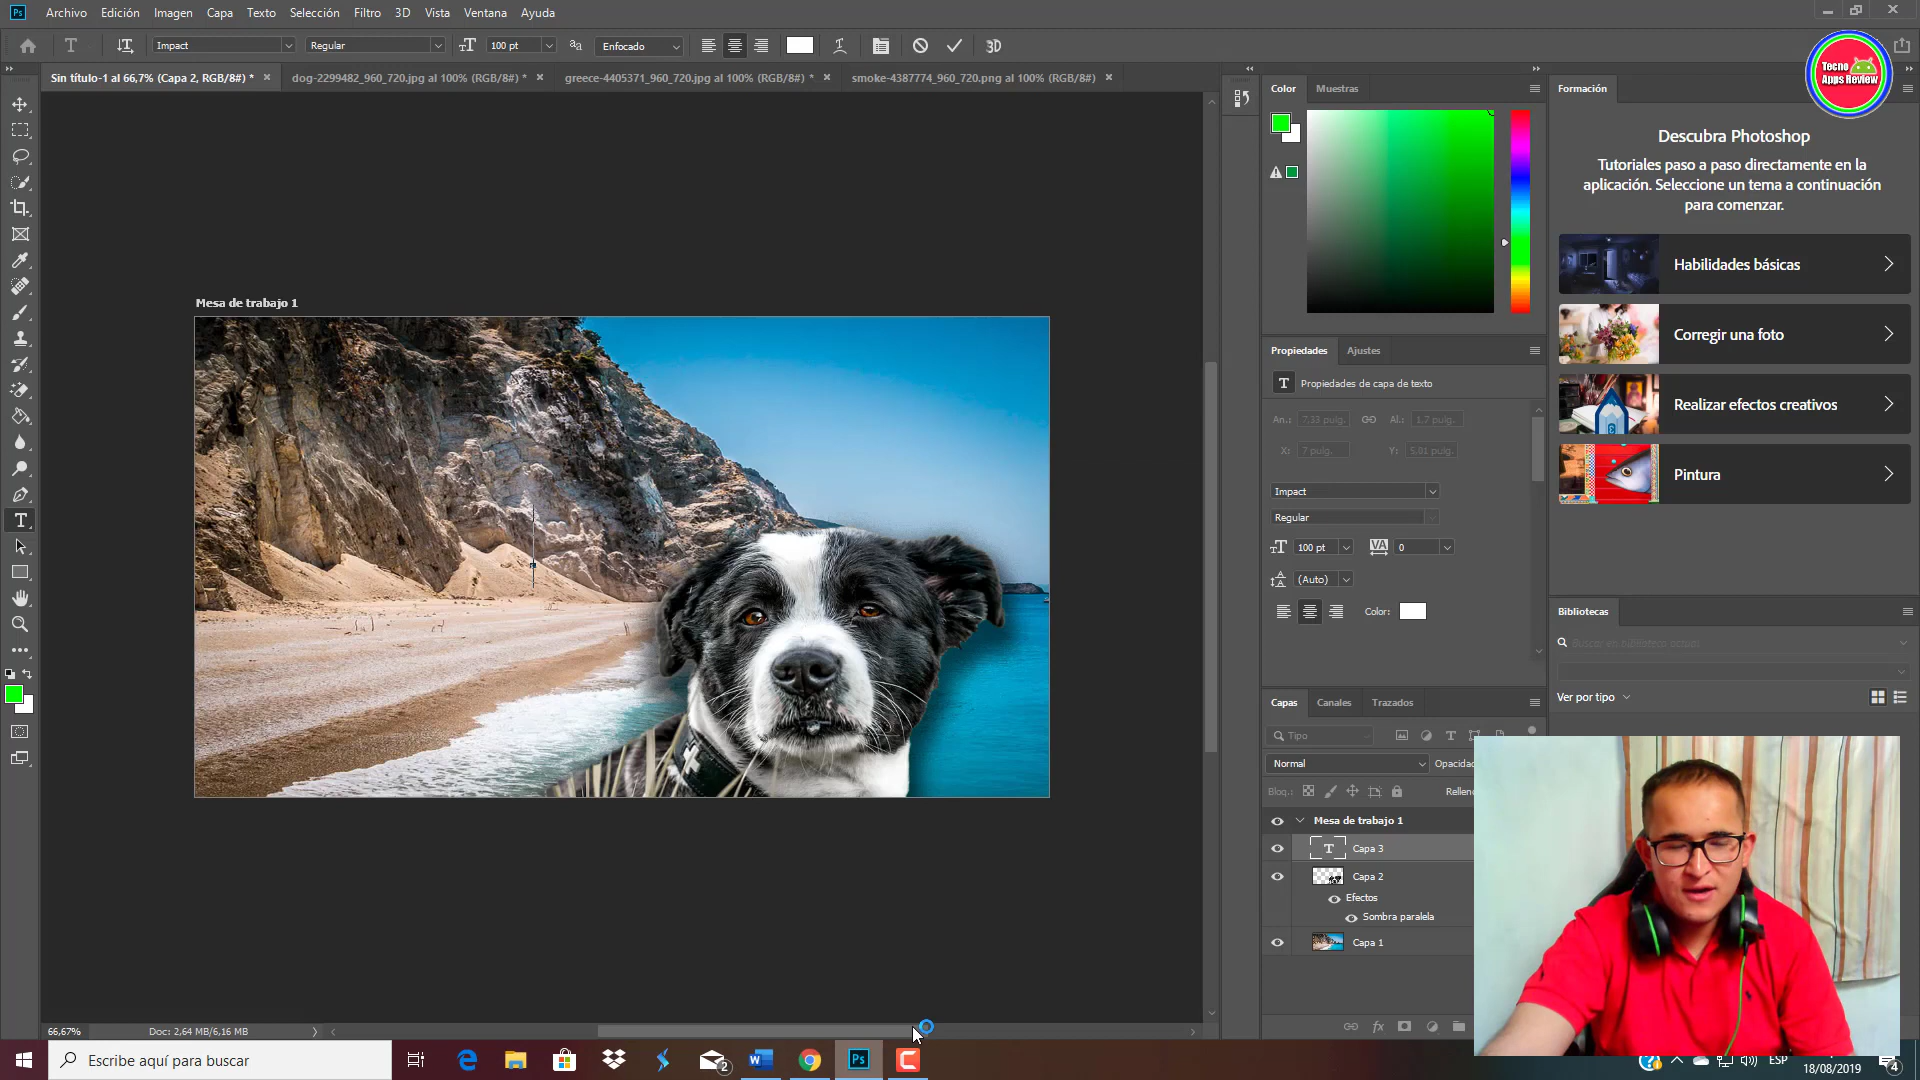 Ps Archivo Edición Imagen Capa Texto Selección Filtro 3D Vista Ventana Ayuda
Impact Regular 100 pt Enfocado 3D
Tecno
Apps Review
Sin título-1 al 66,7% (Capa 2, RGB/8#) *
dog-2299482_960_720.jpg al 100% (RGB/8#) *
greece-4405371_960_720.jpg al 100% (RGB/8#) *
smoke-4387774_960_720.png al 100% (RGB/8#)
Color Muestras
Formación
Descubra Photoshop
Tutoriales paso a paso directamente en la
aplicación. Seleccione un tema a continuación
para comenzar.
Habilidades básicas
Corregir una foto
Realizar efectos creativos
Pintura
Mesa de trabajo 1
Propiedades Ajustes
Propiedades de capa de texto
An.: 7,33 pulg. Al.: 1.7 pulg.
X: 7 pulg. Y: 5,01 pulg.
Impact
Regular
100 pt VA 0
(Auto)
Color:
Bibliotecas
Buscar en biblioteca actual
Ver por tipo
Capas Canales Trazados
Tipo
Normal Opacidad
Bloq.: Rellen
Mesa de trabajo 1
Capa 3
Capa 2
Efectos
Sombra paralela
Capa 1
fx
66,67% Doc: 2,64 MB/6,16 MB
Escribe aquí para buscar
2
Ps
ESP
18/08/2019
4